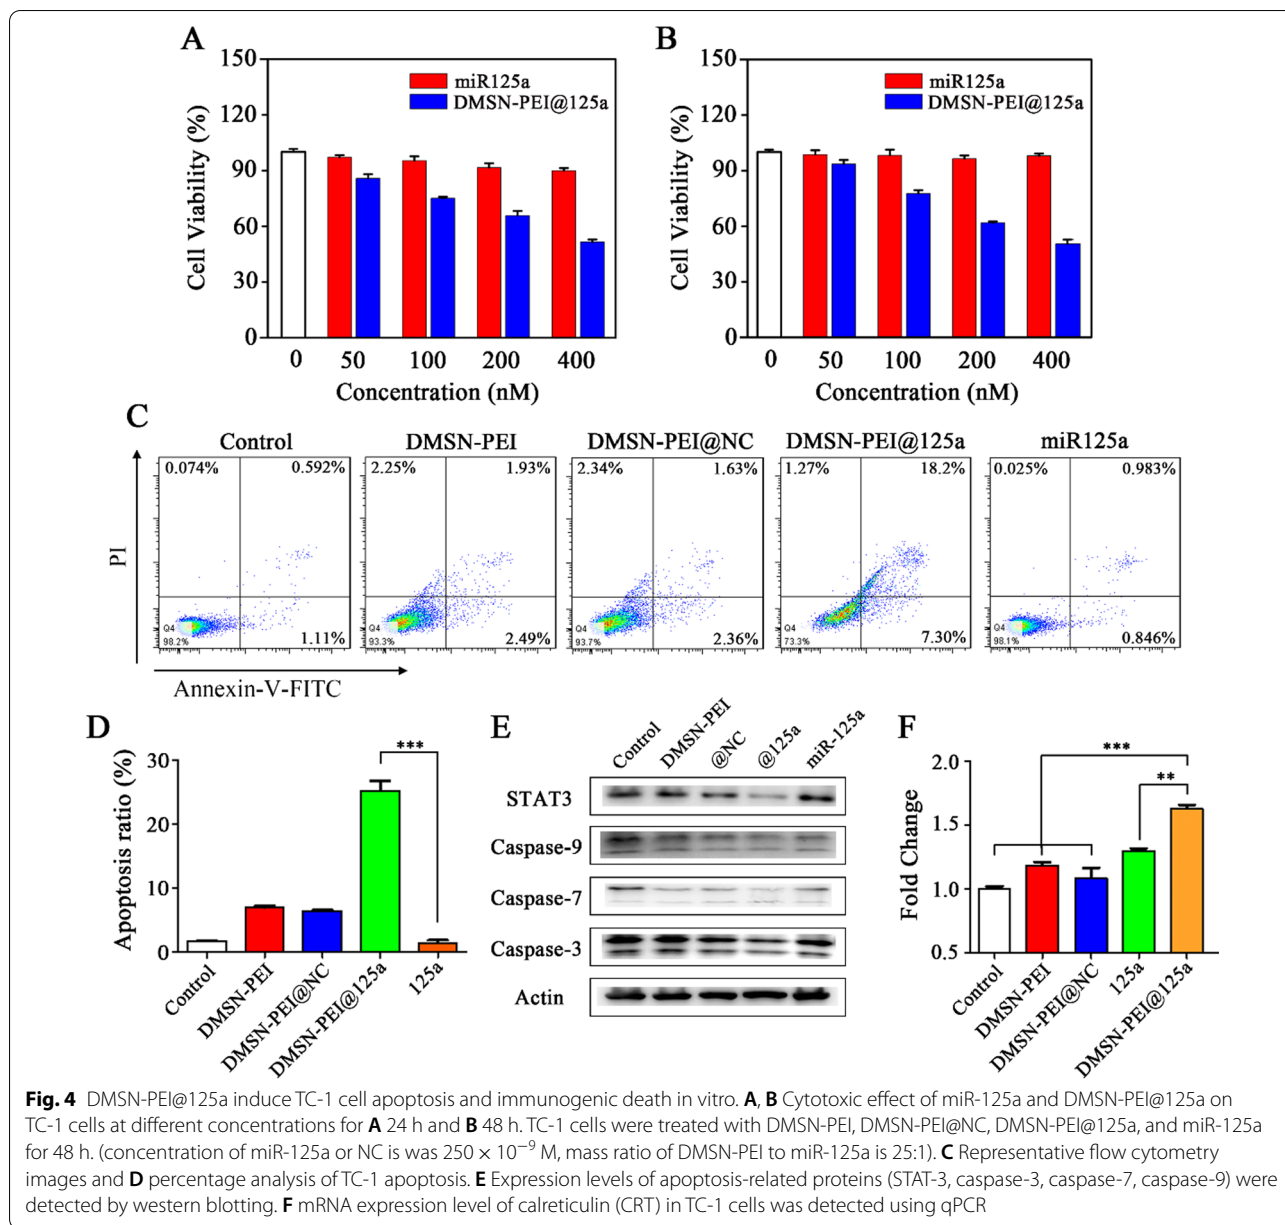 A
B
150
120
90
60
30
0
Cell Viability (%)
miR125a
DMSN-PEI@125a
0 50 100 200 400
Concentration (nM)
150
120
90
60
30
0
Cell Viability (%)
miR125a
DMSN-PEI@125a
0 50 100 200 400
Concentration (nM)
C
Control DMSN-PEI DMSN-PEI@NC DMSN-PEI@125a miR125a
0.074% 0.592% 2.25% 1.93% 2.34% 1.63% 1.27% 18.2% 0.025% 0.983%
PI
Q4 Q4 Q4 Q4 Q4
98.2% 1.11% 93.3% 2.49% 93.7% 2.36% 73.3% 7.30% 98.1% 0.846%
Annexin-V-FITC
D
Apoptosis ratio (%)
30
20
10
0
***
Control
DMSN-PEI
DMSN-PEI@NC
DMSN-PEI@125a
125a
E
Control
DMSN-PEI
@NC
@125a
miR-125a
STAT3
Caspase-9
Caspase-7
Caspase-3
Actin
F
Fold Change
2.0
1.5
1.0
0.5
***
**
Control
DMSN-PEI
DMSN-PEI@NC
125a
DMSN-PEI@125a
Fig. 4 DMSN-PEI@125a induce TC-1 cell apoptosis and immunogenic death in vitro. A, B Cytotoxic effect of miR-125a and DMSN-PEI@125a on
TC-1 cells at different concentrations for A 24 h and B 48 h. TC-1 cells were treated with DMSN-PEI, DMSN-PEI@NC, DMSN-PEI@125a, and miR-125a
for 48 h. (concentration of miR-125a or NC is was 250 × 10⁻⁹ M, mass ratio of DMSN-PEI to miR-125a is 25:1). C Representative flow cytometry
images and D percentage analysis of TC-1 apoptosis. E Expression levels of apoptosis-related proteins (STAT-3, caspase-3, caspase-7, caspase-9) were
detected by western blotting. F mRNA expression level of calreticulin (CRT) in TC-1 cells was detected using qPCR